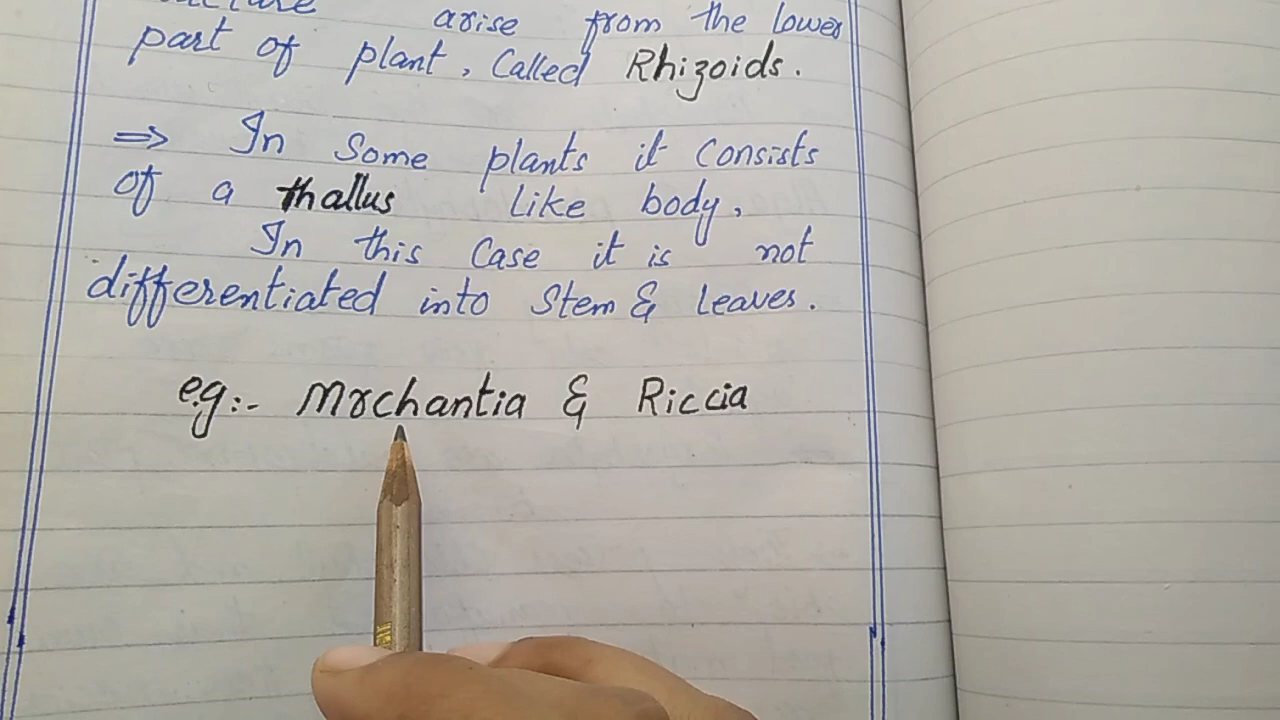 arise from the lower
part of plant, Called Rhizoids.
⇒ In Some plants it Consists
of a thallus like body,
In this Case it is not
differentiated into Stem & leaves.
e.g:- Mrchantia & Riccia